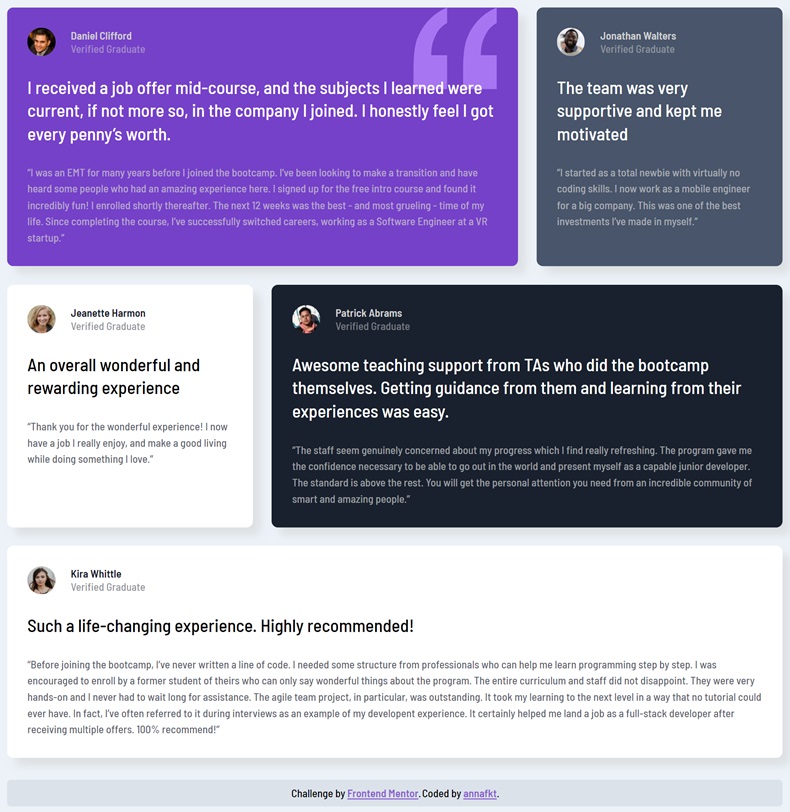 Daniel Clifford
Verified Graduate
I received a job offer mid-course, and the subjects I learned were
current, if not more so, in the company I joined. I honestly feel I got
every penny’s worth.
“I was an EMT for many years before I joined the bootcamp. I’ve been looking to make a transition and have
heard some people who had an amazing experience here. I signed up for the free intro course and found it
incredibly fun! I enrolled shortly thereafter. The next 12 weeks was the best - and most grueling - time of my
life. Since completing the course, I’ve successfully switched careers, working as a Software Engineer at a VR
startup.”
Jonathan Walters
Verified Graduate
The team was very
supportive and kept me
motivated
“I started as a total newbie with virtually no
coding skills. I now work as a mobile engineer
for a big company. This was one of the best
investments I’ve made in myself.”
Jeanette Harmon
Verified Graduate
An overall wonderful and
rewarding experience
“Thank you for the wonderful experience! I now
have a job I really enjoy, and make a good living
while doing something I love.”
Patrick Abrams
Verified Graduate
Awesome teaching support from TAs who did the bootcamp
themselves. Getting guidance from them and learning from their
experiences was easy.
“The staff seem genuinely concerned about my progress which I find really refreshing. The program gave me
the confidence necessary to be able to go out in the world and present myself as a capable junior developer.
The standard is above the rest. You will get the personal attention you need from an incredible community of
smart and amazing people.”
Kira Whittle
Verified Graduate
Such a life-changing experience. Highly recommended!
“Before joining the bootcamp, I’ve never written a line of code. I needed some structure from professionals who can help me learn programming step by step. I was
encouraged to enroll by a former student of theirs who can only say wonderful things about the program. The entire curriculum and staff did not disappoint. They were very
hands-on and I never had to wait long for assistance. The agile team project, in particular, was outstanding. It took my learning to the next level in a way that no tutorial could
ever have. In fact, I’ve often referred to it during interviews as an example of my developent experience. It certainly helped me land a job as a full-stack developer after
receiving multiple offers. 100% recommend!”
Challenge by Frontend Mentor. Coded by annafkt.